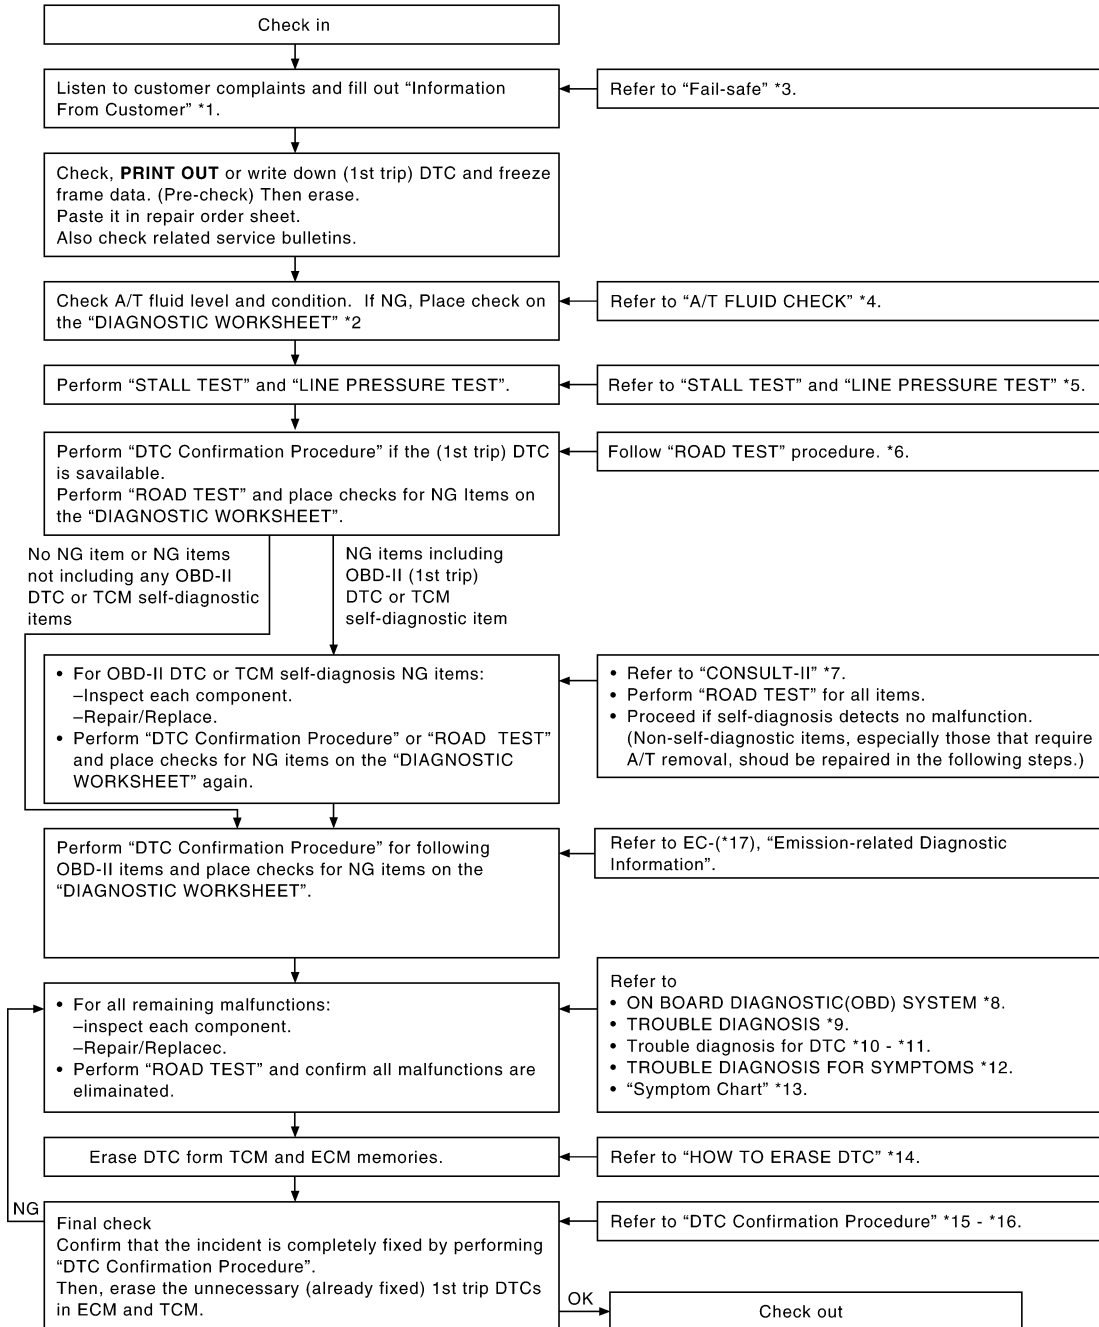 Check in
Listen to customer complaints and fill out “Information
From Customer” *1.
Refer to “Fail-safe” *3.
Check, PRINT OUT or write down (1st trip) DTC and freeze
frame data. (Pre-check) Then erase.
Paste it in repair order sheet.
Also check related service bulletins.
Check A/T fluid level and condition. If NG, Place check on
the “DIAGNOSTIC WORKSHEET” *2
Refer to “A/T FLUID CHECK” *4.
Perform “STALL TEST” and “LINE PRESSURE TEST”.
Refer to “STALL TEST” and “LINE PRESSURE TEST” *5.
Perform “DTC Confirmation Procedure” if the (1st trip) DTC
is savailable.
Perform “ROAD TEST” and place checks for NG Items on
the “DIAGNOSTIC WORKSHEET”.
Follow “ROAD TEST” procedure. *6.
No NG item or NG items
not including any OBD-II
DTC or TCM self-diagnostic
items
NG items including
OBD-II (1st trip)
DTC or TCM
self-diagnostic item
• For OBD-II DTC or TCM self-diagnosis NG items:
–Inspect each component.
–Repair/Replace.
• Perform “DTC Confirmation Procedure” or “ROAD TEST”
and place checks for NG items on the “DIAGNOSTIC
WORKSHEET” again.
• Refer to “CONSULT-II” *7.
• Perform “ROAD TEST” for all items.
• Proceed if self-diagnosis detects no malfunction.
(Non-self-diagnostic items, especially those that require
A/T removal, shoud be repaired in the following steps.)
Perform “DTC Confirmation Procedure” for following
OBD-II items and place checks for NG items on the
“DIAGNOSTIC WORKSHEET”.
Refer to EC-(*17), “Emission-related Diagnostic
Information”.
• For all remaining malfunctions:
–inspect each component.
–Repair/Replacec.
• Perform “ROAD TEST” and confirm all malfunctions are
elimainated.
Refer to
• ON BOARD DIAGNOSTIC(OBD) SYSTEM *8.
• TROUBLE DIAGNOSIS *9.
• Trouble diagnosis for DTC *10 - *11.
• TROUBLE DIAGNOSIS FOR SYMPTOMS *12.
• “Symptom Chart” *13.
Erase DTC form TCM and ECM memories.
Refer to “HOW TO ERASE DTC” *14.
NG
Final check
Confirm that the incident is completely fixed by performing
“DTC Confirmation Procedure”.
Then, erase the unnecessary (already fixed) 1st trip DTCs
in ECM and TCM.
Refer to “DTC Confirmation Procedure” *15 - *16.
OK
Check out